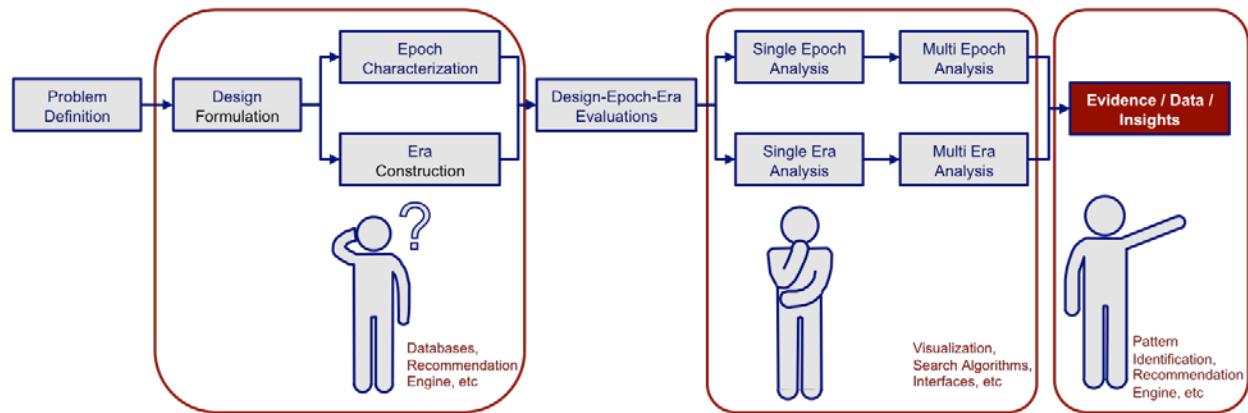 Problem
Definition
Design
Formulation
Epoch
Characterization
Era
Construction
Design-Epoch-Era
Evaluations
Single Epoch
Analysis
Multi Epoch
Analysis
Single Era
Analysis
Multi Era
Analysis
Evidence / Data /
Insights
?
Databases,
Recommendation
Engine, etc
Visualization,
Search Algorithms,
Interfaces, etc
Pattern
Identification,
Recommendation
Engine, etc